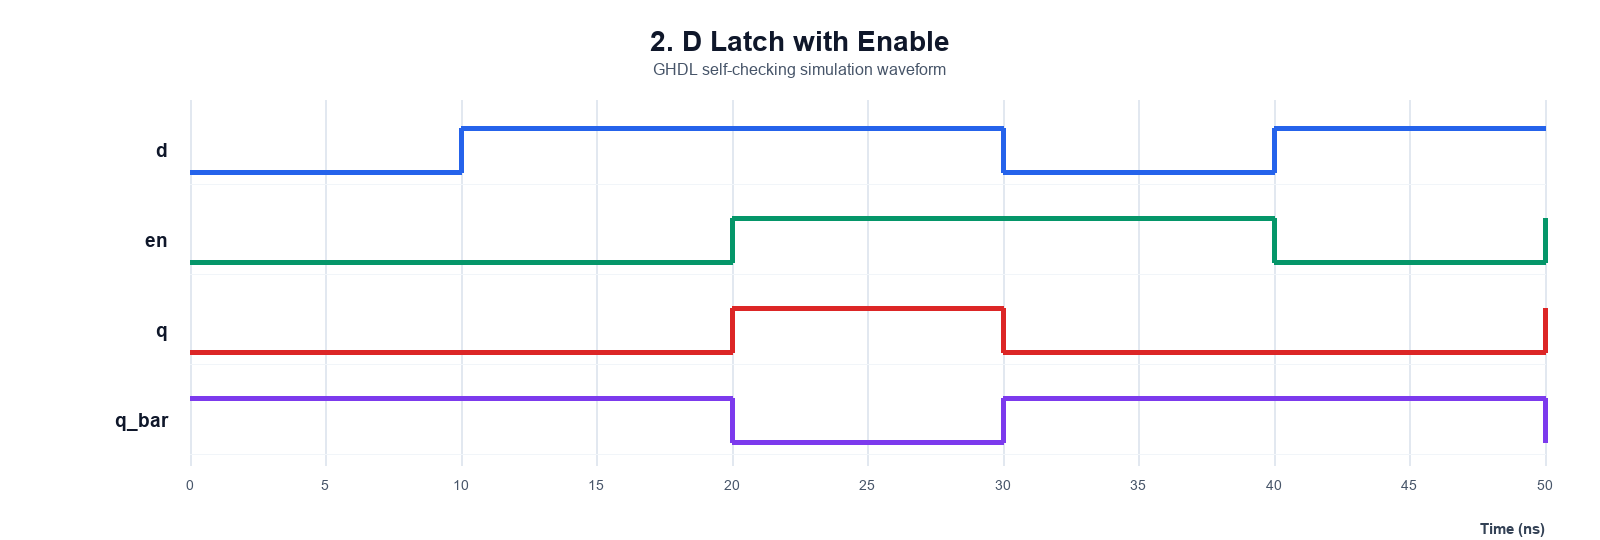 2. D Latch with Enable
GHDL self-checking simulation waveform
d
en
q
q_bar
0 5 10 15 20 25 30 35 40 45 50
Time (ns)